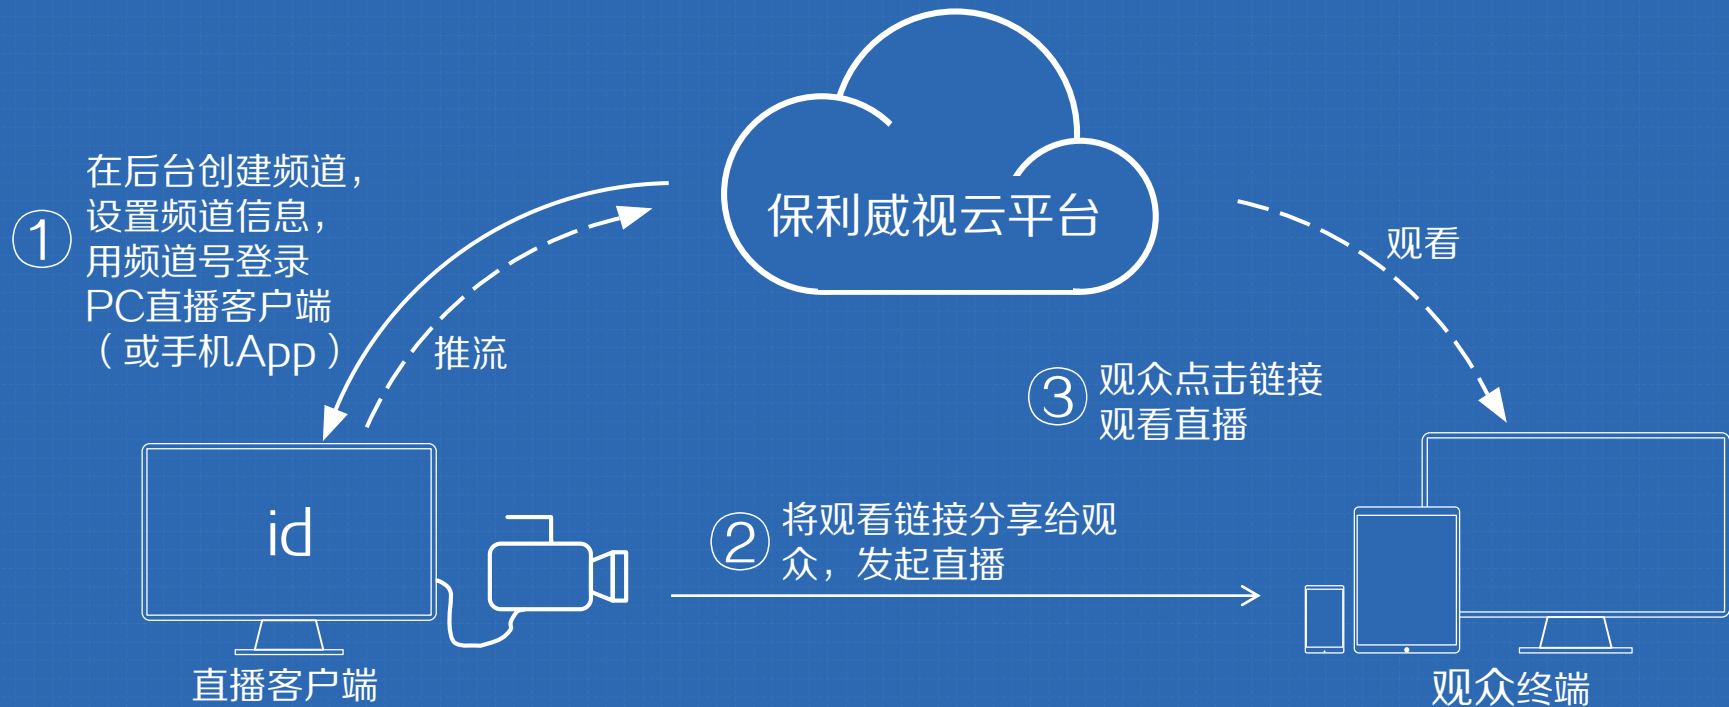 保利威视云平台
①
在后台创建频道，
设置频道信息，
用频道号登录
PC直播客户端
（或手机App）
推流
观看
③
观众点击链接
观看直播
id
②
将观看链接分享给观
众，发起直播
直播客户端
观众终端